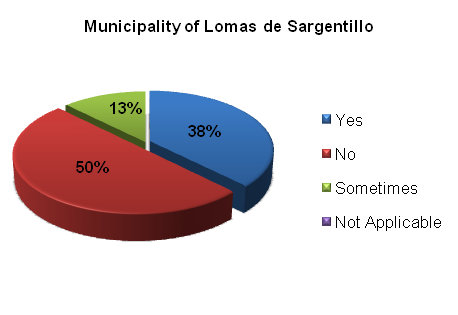 Municipality of Lomas de Sargentillo
13%
38%
50%
Yes
No
Sometimes
Not Applicable